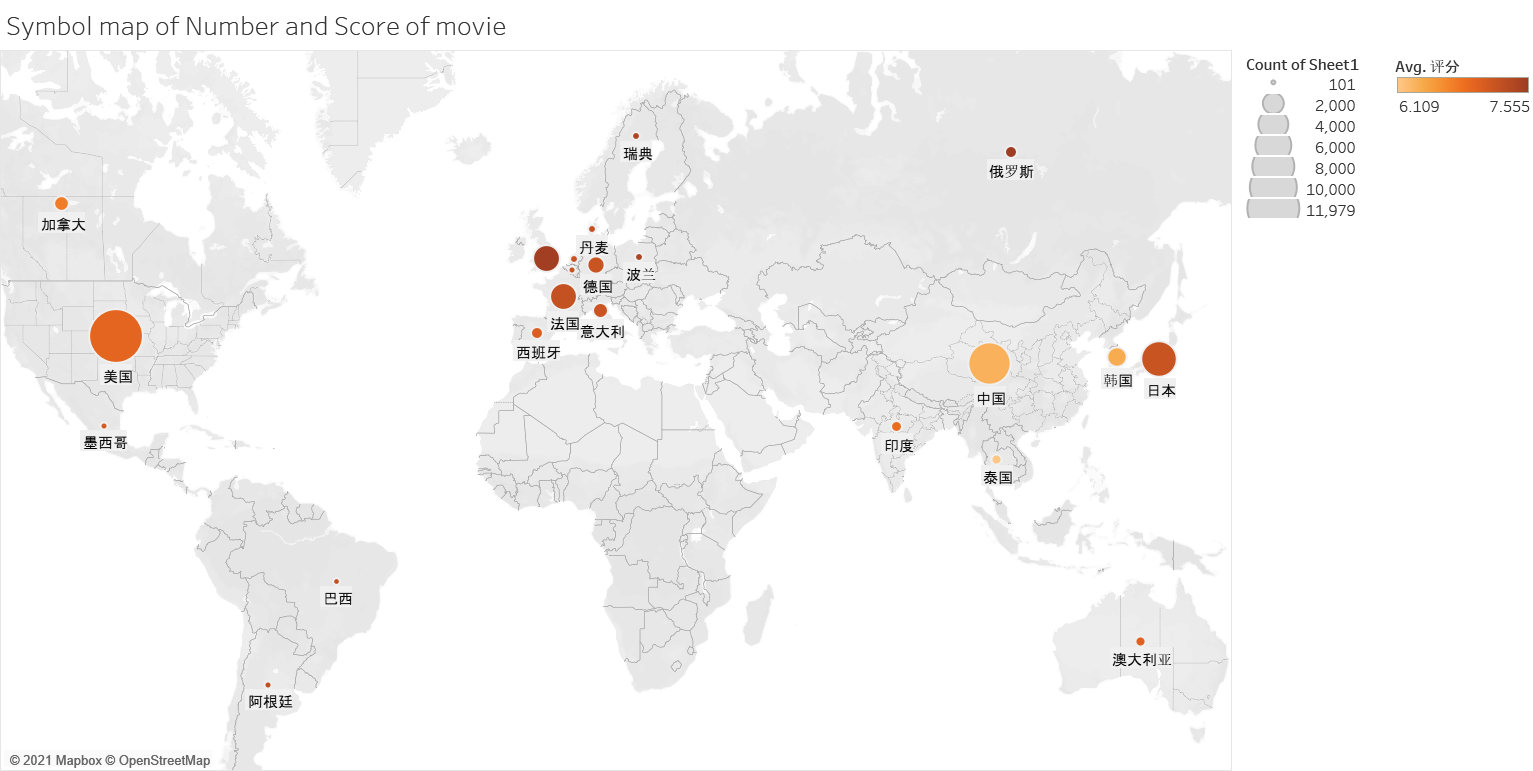 Symbol map of Number and Score of movie
Count of Sheet1
101
2,000
4,000
6,000
8,000
10,000
11,979
Avg. 评分
6.109 7.555
瑞典
俄罗斯
加拿大
丹麦
波兰
德国
法国
意大利
西班牙
美国
韩国
日本
中国
墨西哥
印度
泰国
巴西
澳大利亚
阿根廷
© 2021 Mapbox © OpenStreetMap